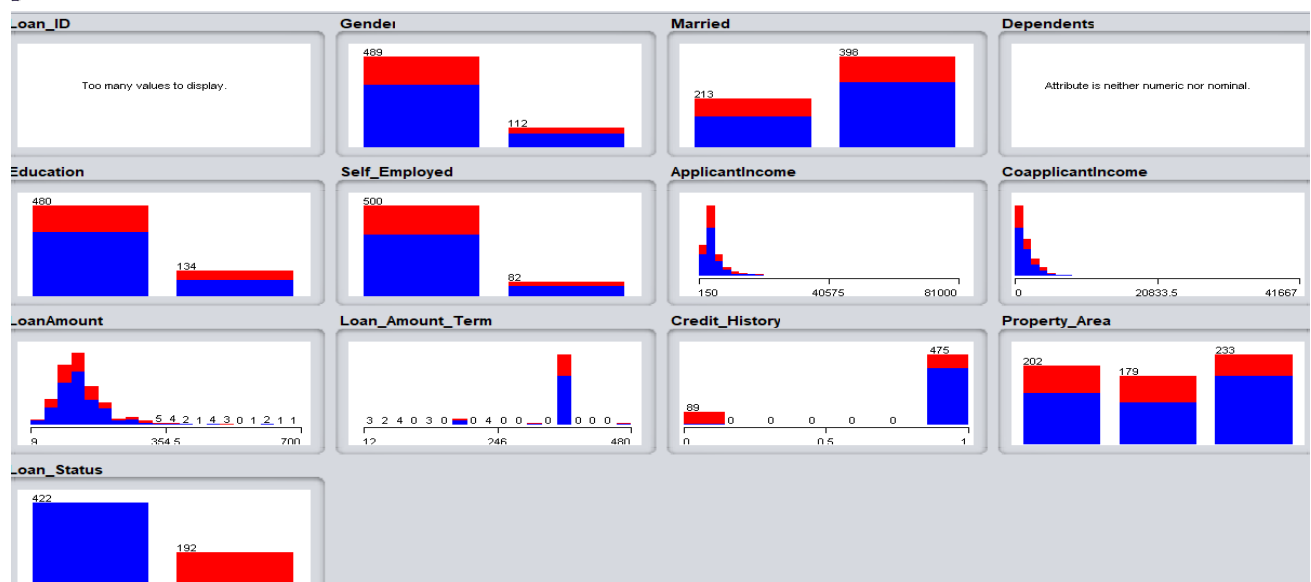 Loan_ID Gender Married Dependents
Too many values to display.
489
112
213
398
Attribute is neither numeric nor nominal.
Education Self_Employed ApplicantIncome CoapplicantIncome
480
134
500
82
150 40575 81000
0 20833.5 41667
LoanAmount Loan_Amount_Term Credit_History Property_Area
5 4 2 1 4 3 0 1 2 1 1
9 354.5 700
3 2 4 0 3 0 0 4 0 0 0 0 0 0
12 246 480
89 0 0 0 0 0 475
0 0.5 1
202 179 233
Loan_Status
422
192